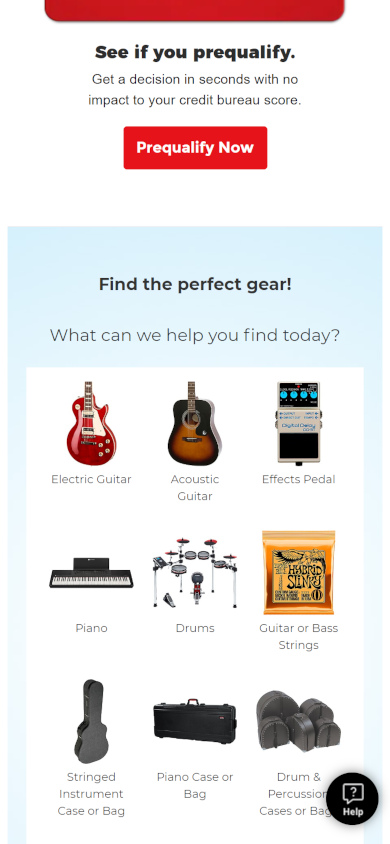 See if you prequalify.
Get a decision in seconds with no
impact to your credit bureau score.
Prequalify Now
Find the perfect gear!
What can we help you find today?
Digital Delay
HYBRID
SLINKY
Electric Guitar
Acoustic
Guitar
Effects Pedal
Piano
Drums
Guitar or Bass
Strings
Stringed
Instrument
Case or Bag
Piano Case or
Bag
Drum &
Percussion
Cases or Bag
Help